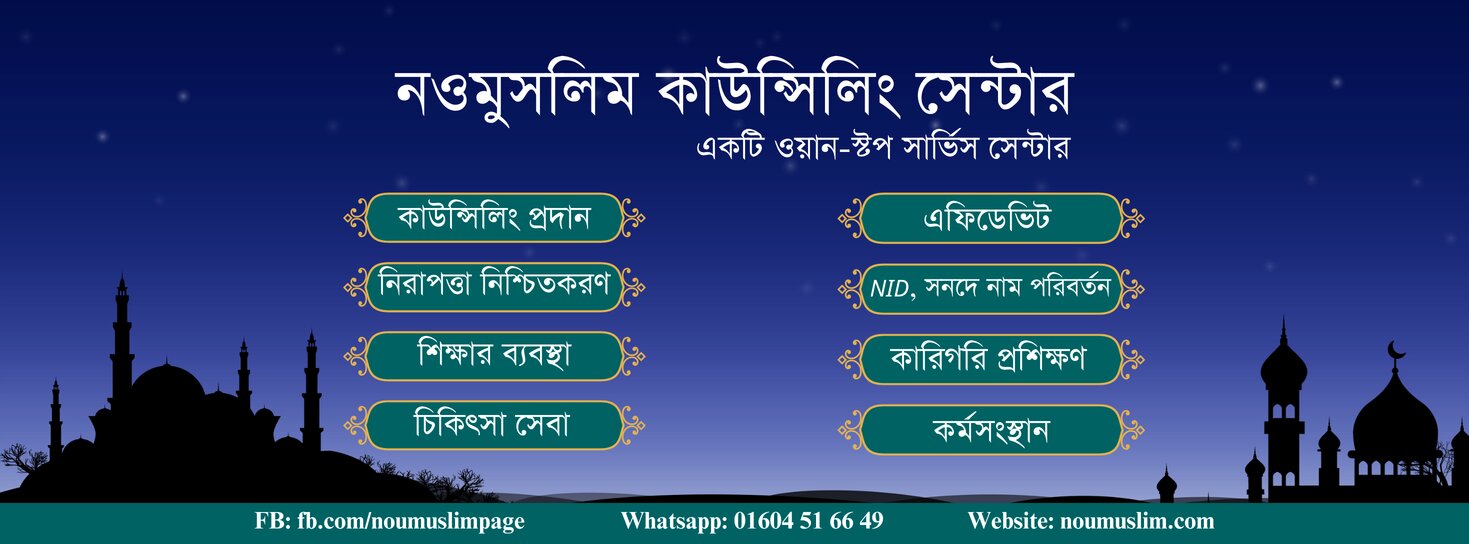 নওমুসলিম কাউন্সিলিং সেন্টার
একটি ওয়ান-স্টপ সার্ভিস সেন্টার
কাউন্সিলিং প্রদান
এফিডেভিট
নিরাপত্তা নিশ্চিতকরণ
NID, সনদে নাম পরিবর্তন
শিক্ষার ব্যবস্থা
কারিগরি প্রশিক্ষণ
চিকিৎসা সেবা
কর্মসংস্থান
FB: fb.com/noumuslimpage Whatsapp: 01604 51 66 49 Website: noumuslim.com